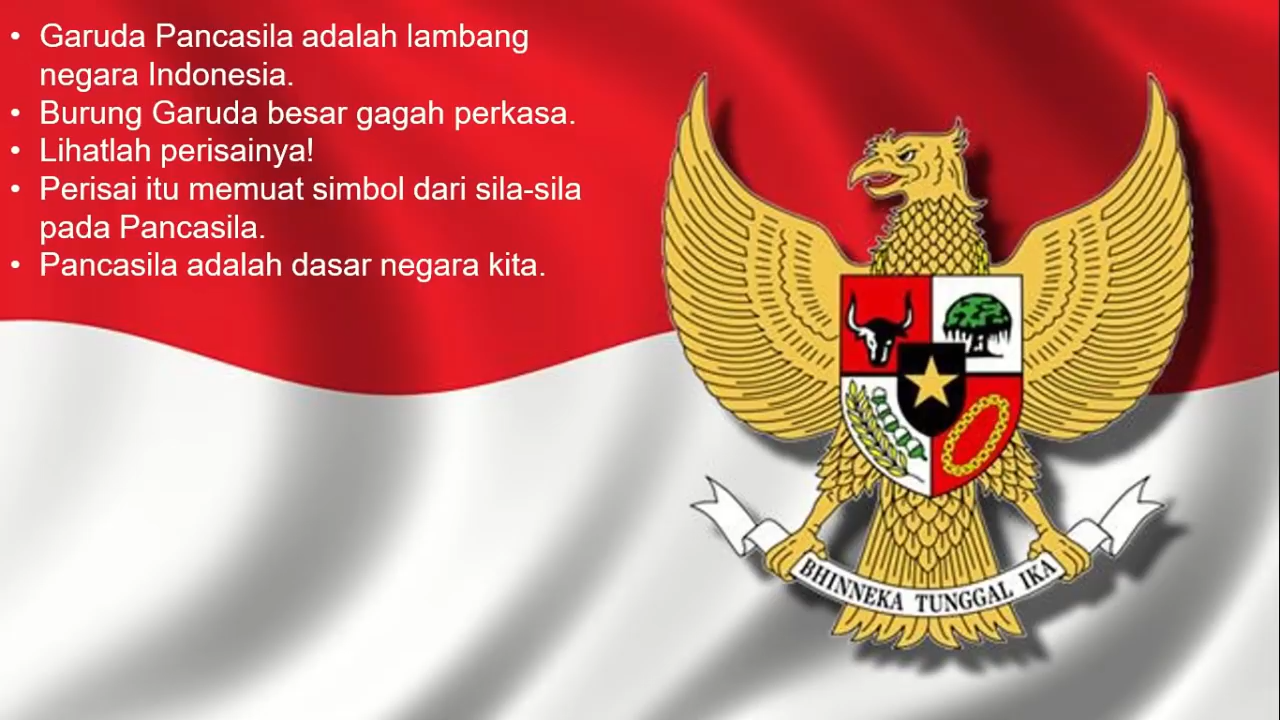 • Garuda Pancasila adalah lambang
negara Indonesia.
• Burung Garuda besar gagah perkasa.
• Lihatlah perisainya!
• Perisai itu memuat simbol dari sila-sila
pada Pancasila.
• Pancasila adalah dasar negara kita.
BHINNEKA TUNGGAL IKA